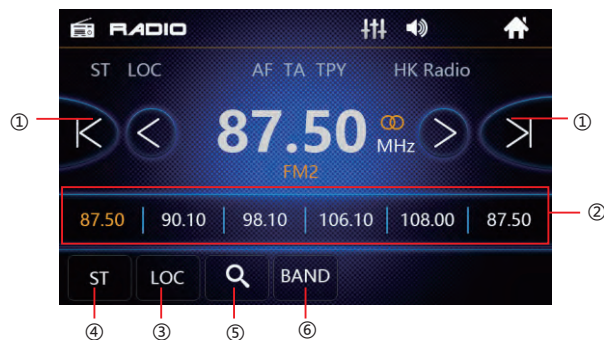 RADIO
ST LOC AF TA TPY HK Radio
① ①
87.50 MHz
FM2
87.50 90.10 98.10 106.10 108.00 87.50 ②
ST LOC BAND
④ ③ ⑤ ⑥